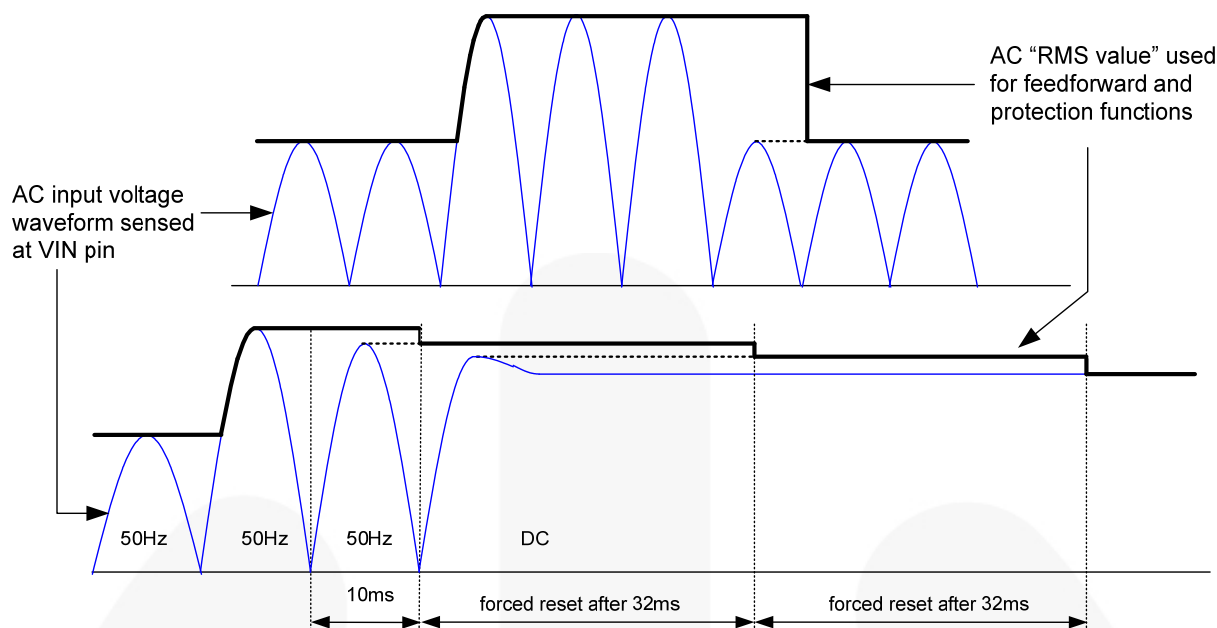 AC “RMS value” used
for feedforward and
protection functions
AC input voltage
waveform sensed
at VIN pin
50Hz
50Hz
50Hz
DC
10ms
forced reset after 32ms
forced reset after 32ms